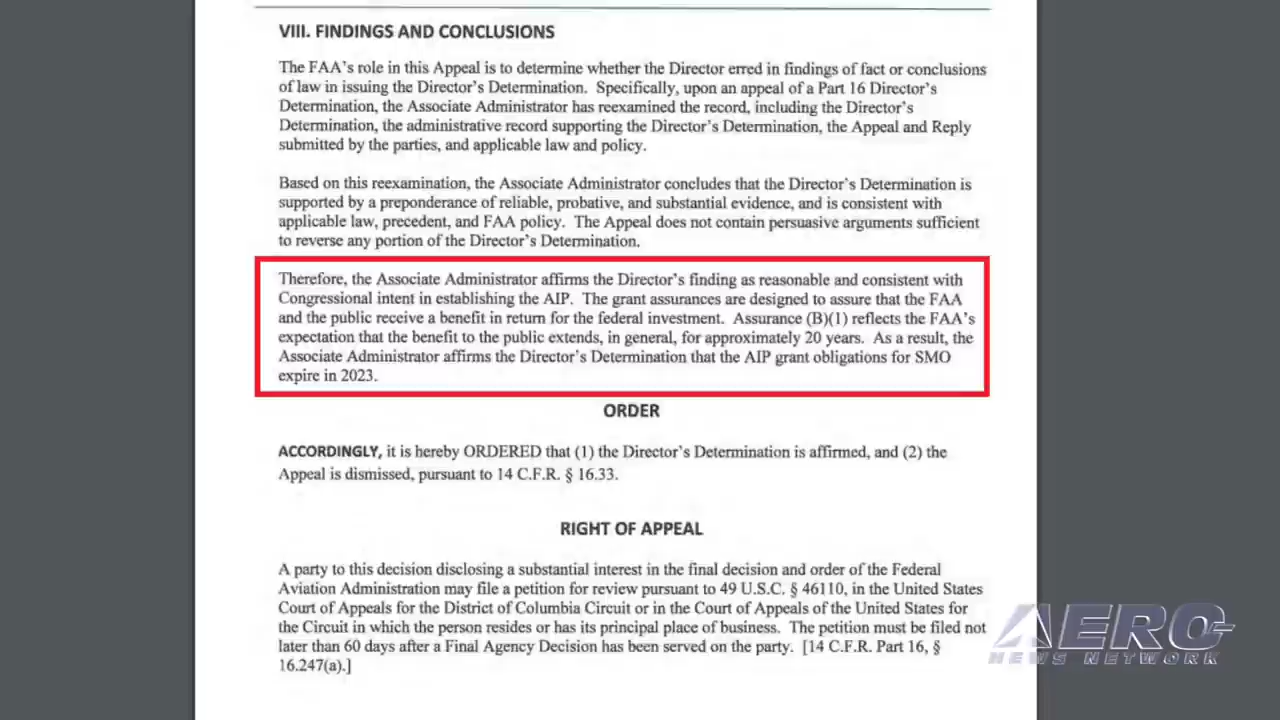 VIII. FINDINGS AND CONCLUSIONS
The FAA's role in this Appeal is to determine whether the Director erred in findings of fact or conclusions
of law in issuing the Director's Determination. Specifically, upon an appeal of a Part 16 Director's
Determination, the Associate Administrator has reexamined the record, including the Director's
Determination, the administrative record supporting the Director's Determination, the Appeal and Reply
submitted by the parties, and applicable law and policy.
Based on this reexamination, the Associate Administrator concludes that the Director's Determination is
supported by a preponderance of reliable, probative, and substantial evidence, and is consistent with
applicable law, precedent, and FAA policy. The Appeal does not contain persuasive arguments sufficient
to reverse any portion of the Director's Determination.
Therefore, the Associate Administrator affirms the Director's finding as reasonable and consistent with
Congressional intent in establishing the AIP. The grant assurances are designed to assure that the FAA
and the public receive a benefit in return for the federal investment. Assurance (B)(1) reflects the FAA's
expectation that the benefit to the public extends, in general, for approximately 20 years. As a result, the
Associate Administrator affirms the Director's Determination that the AIP grant obligations for SMO
expire in 2023.
ORDER
ACCORDINGLY, it is hereby ORDERED that (1) the Director's Determination is affirmed, and (2) the
Appeal is dismissed, pursuant to 14 C.F.R. § 16.33.
RIGHT OF APPEAL
A party to this decision disclosing a substantial interest in the final decision and order of the Federal
Aviation Administration may file a petition for review pursuant to 49 U.S.C. § 46110, in the United States
Court of Appeals for the District of Columbia Circuit or in the Court of Appeals of the United States for
the Circuit in which the person resides or has its principal place of business. The petition must be filed not
later than 60 days after a Final Agency Decision has been served on the party. [14 C.F.R. Part 16, §
16.247(a).]
AERO
NEWS NETWORK